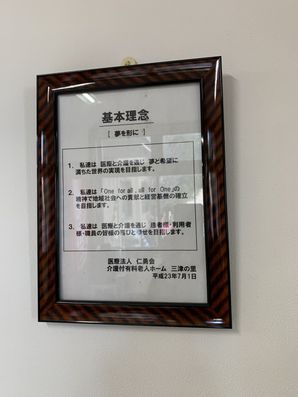 基本理念
[ 夢を形に ]
1. 私達は 医療と介護を通じ 夢と希望に
満ちた世界の実現を目指します。
2. 私達は「One for all , all for One」の
精神で地域社会への貢献と経営基盤の確立
を目指します。
3. 私達は 医療と介護を通じ 患者様・利用者
様・職員の皆様の喜びと幸せを目指します。
医療法人 仁勇会
介護付有料老人ホーム 三津の里
平成23年7月1日